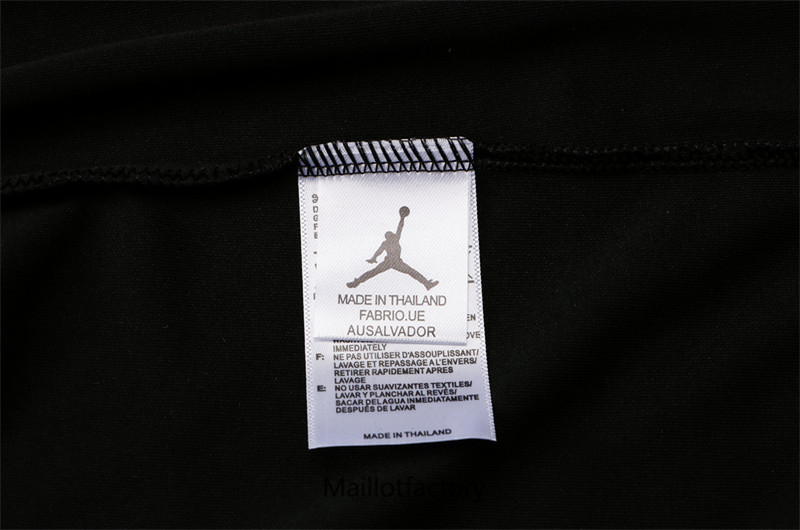 MADE IN THAILAND
FABRIO.UE
AUSALVADOR
IMMEDIATELY
F: NE PAS UTILISER D'ASSOUPLISSANT/
LAVAGE ET REPASSAGE A L'ENVERS/
RETIRER RAPIDEMENT APRES
LAVAGE
E: NO USAR SUAVIZANTES TEXTILES/
LAVAR Y PLANCHAR AL REVÉS/
SACAR DEL AGUA INMEDIATAMENTE
DESPUÉS DE LAVAR
MADE IN THAILAND
Maillotfactory